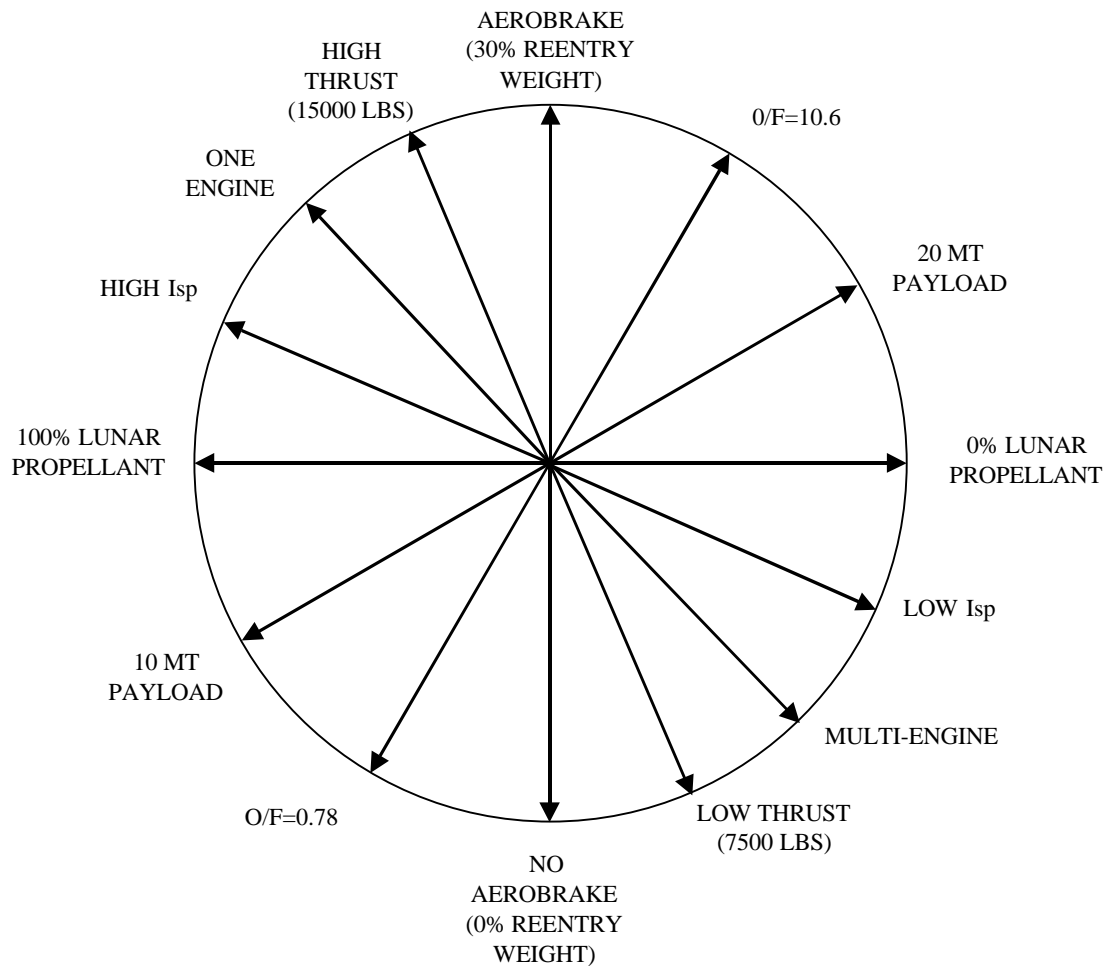 AEROBRAKE
(30% REENTRY
WEIGHT)
HIGH
THRUST
(15000 LBS)
0/F=10.6
ONE
ENGINE
20 MT
PAYLOAD
HIGH Isp
100% LUNAR
PROPELLANT
0% LUNAR
PROPELLANT
LOW Isp
10 MT
PAYLOAD
MULTI-ENGINE
O/F=0.78
LOW THRUST
(7500 LBS)
NO
AEROBRAKE
(0% REENTRY
WEIGHT)